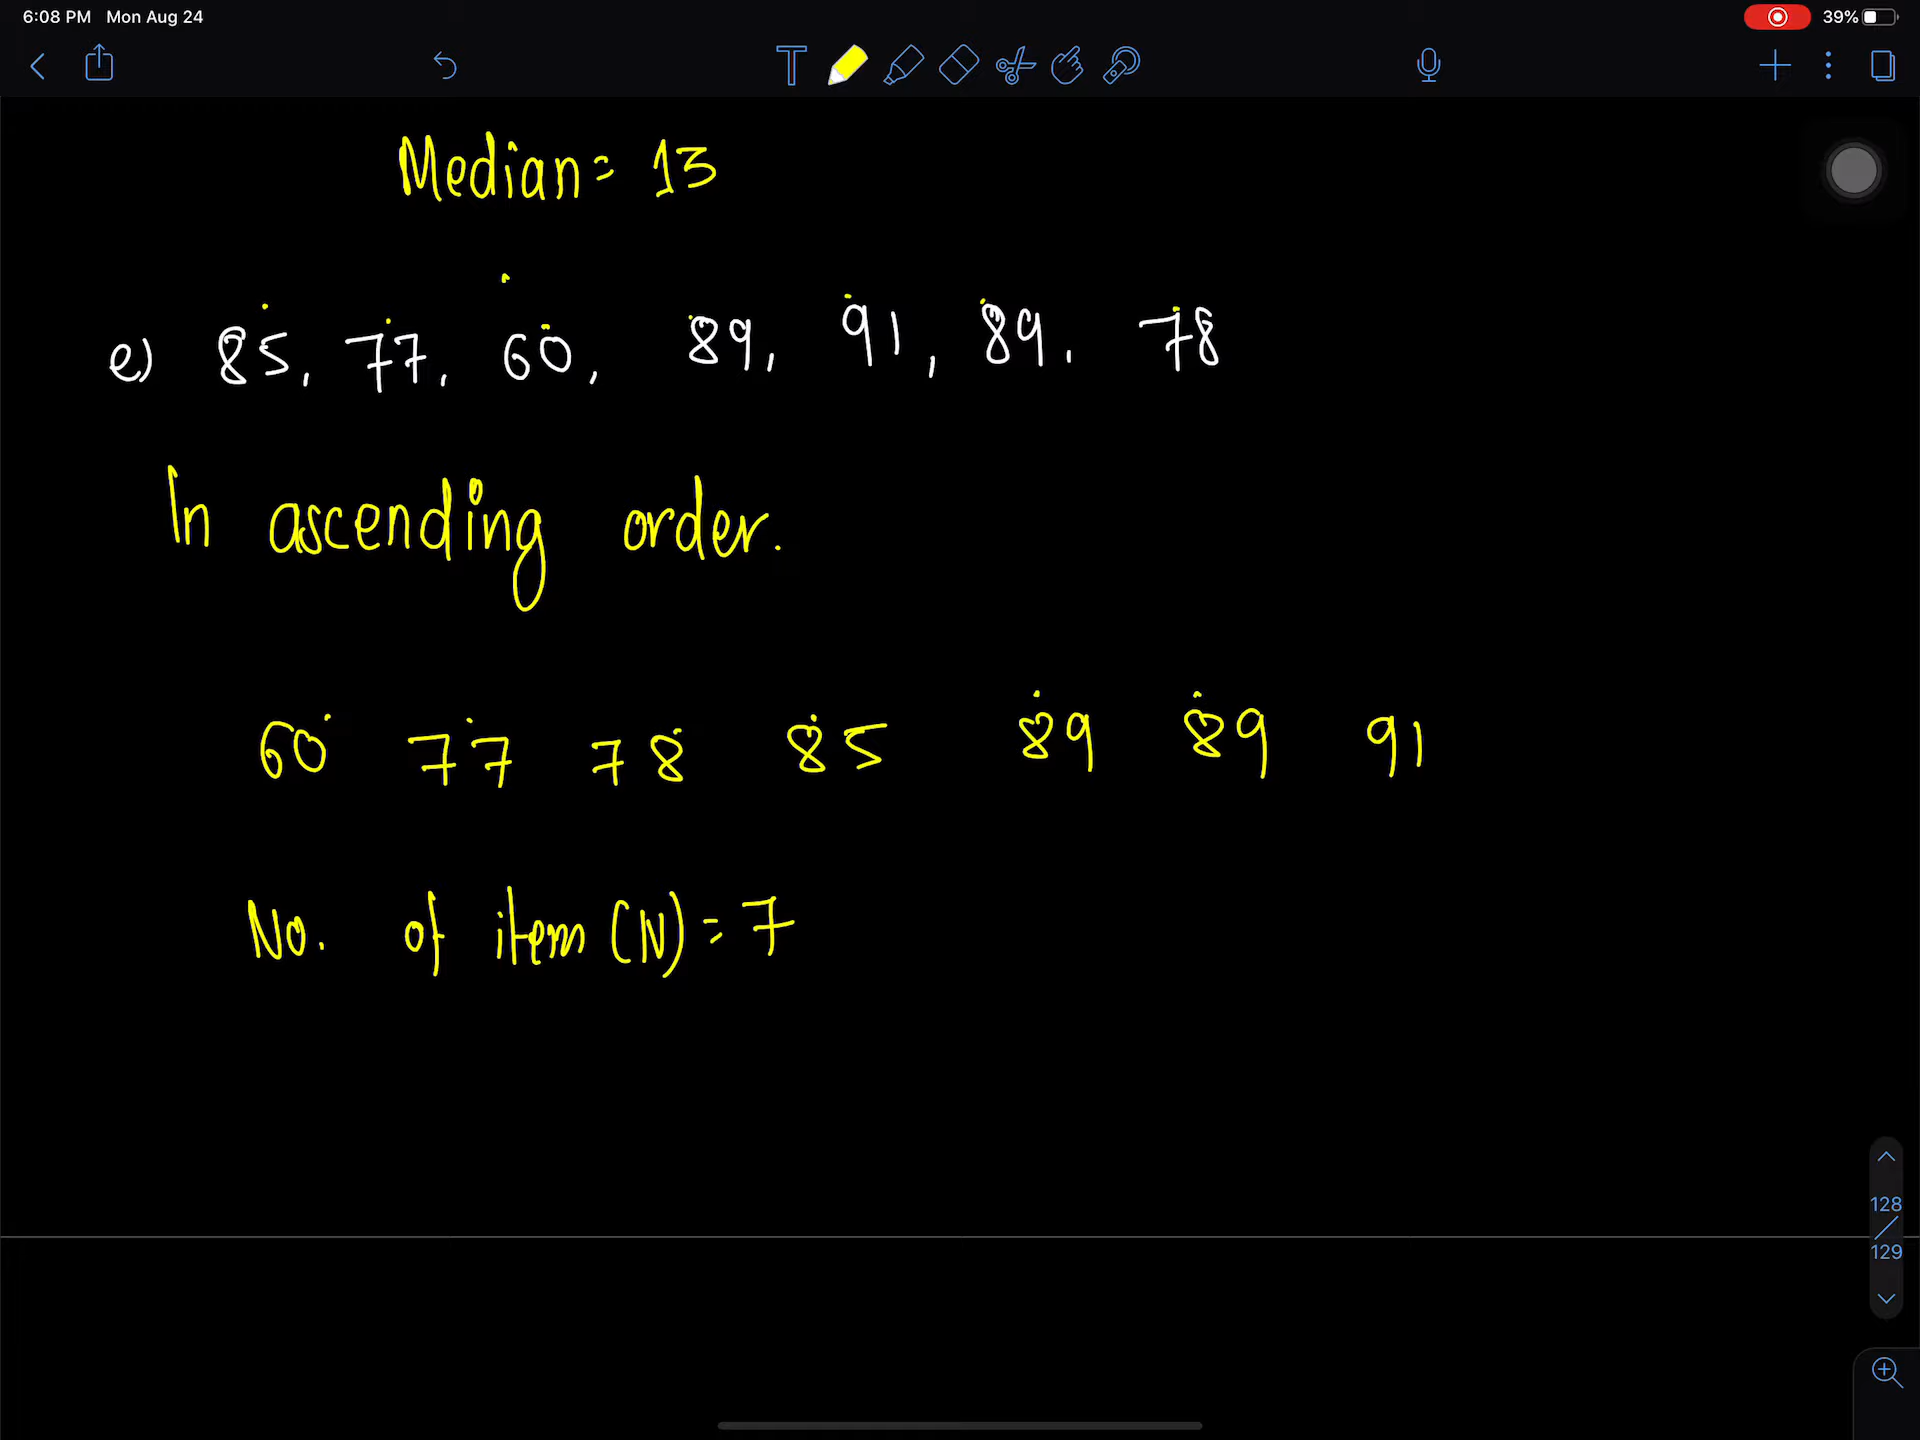 6:08 PM Mon Aug 24 39%
T
Median = 13
e) 85, 77, 60, 89, 91, 89. 78
In ascending order.
60 77 78 85 89 89 91
No. of item (N) = 7
128
129